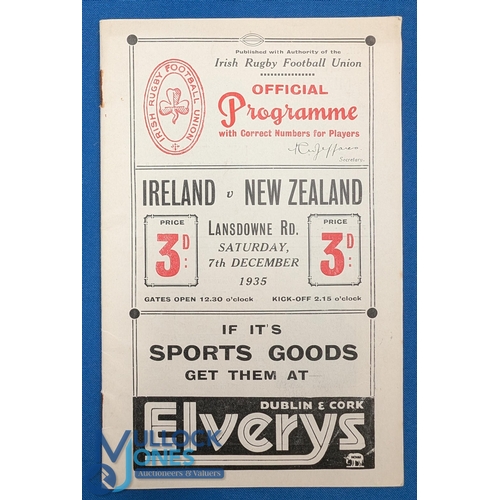 Published with Authority of the
Irish Rugby Football Union
IRISH RUGBY FOOTBALL UNION
OFFICIAL
Programme
with Correct Numbers for Players
Secretary.
IRELAND v NEW ZEALAND
PRICE
3D:
LANSDOWNE RD.
SATURDAY,
7TH DECEMBER
1935
PRICE
3D:
GATES OPEN 12.30 o'clock
KICK-OFF 2.15 o'clock
IF IT'S
SPORTS GOODS
GET THEM AT
DUBLIN & CORK
Elverys
MULLOCK
JONES
Auctioneers & Valuers